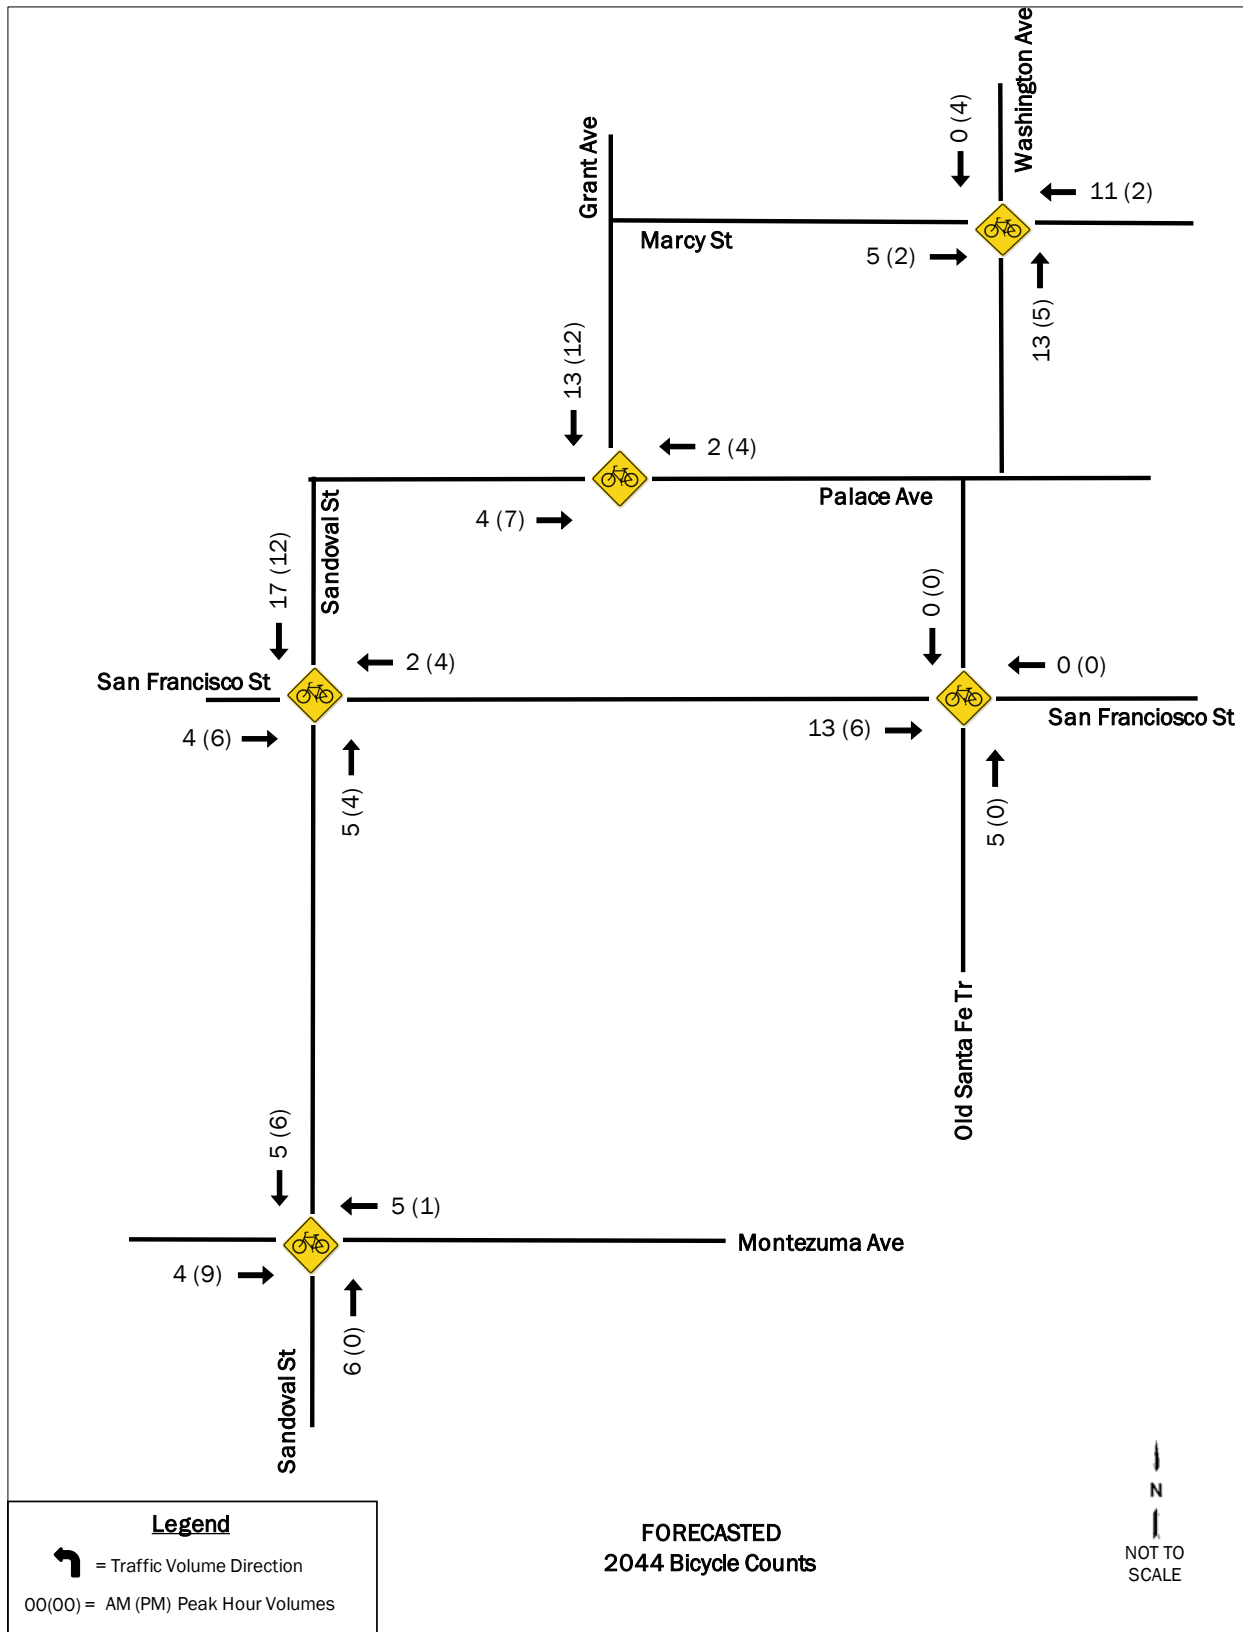 Washington Ave
0 (4)
Grant Ave
11 (2)
Marcy St
5 (2)
13 (5)
13 (12)
2 (4)
Palace Ave
4 (7)
Sandoval St
17 (12)
0 (0)
2 (4)
0 (0)
San Francisco St
San Franciosco St
4 (6)
13 (6)
5 (4)
5 (0)
Old Santa Fe Tr
5 (6)
5 (1)
Montezuma Ave
4 (9)
6 (0)
Sandoval St
Legend
= Traffic Volume Direction
00(00) = AM (PM) Peak Hour Volumes
FORECASTED
2044 Bicycle Counts
N
NOT TO
SCALE